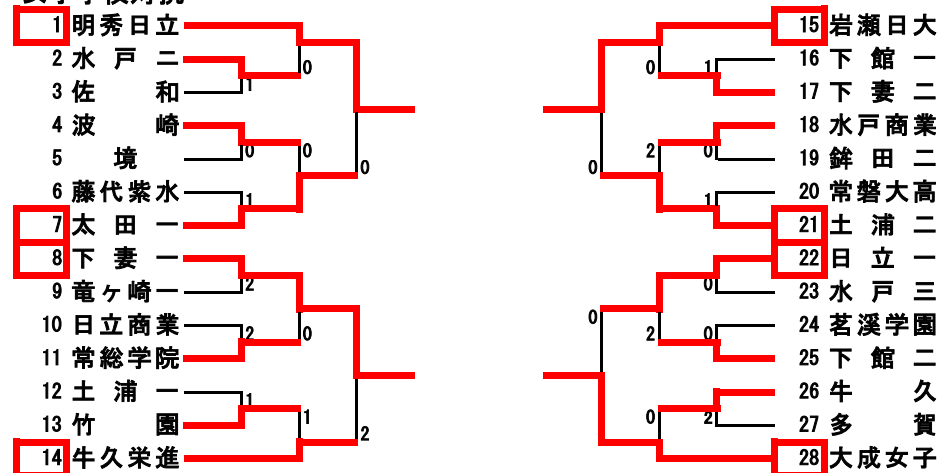 1 明秀日立
2 水戸二
3 佐和
4 波崎
5 境
6 藤代紫水
7 太田一
8 下妻一
9 竜ヶ崎一
10 日立商業
11 常総学院
12 土浦一
13 竹園
14 牛久栄進
0
1
0
0
0
1
2
0
2
1
1
2
15 岩瀬日大
16 下館一
17 下妻二
18 水戸商業
19 鉾田二
20 常磐大高
21 土浦二
22 日立一
23 水戸三
24 茗溪学園
25 下館二
26 牛久
27 多賀
28 大成女子
0
1
2
0
0
1
0
0
2
0
0
2